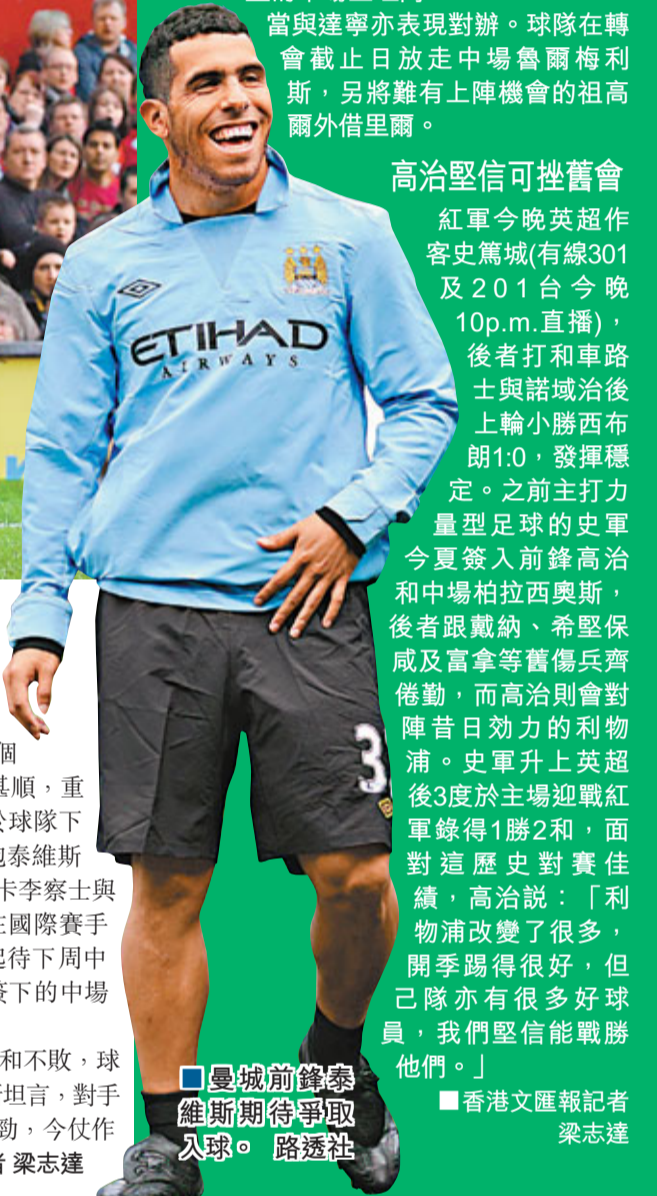 當與達寧亦表現對辦。球隊在轉
會截止日放走中場魯爾梅利
斯，另將難有上陣機會的祖高
爾外借里爾。
高治堅信可挫舊會
紅軍今晚英超作
客史篤城(有線301
及201台今晚
10p.m.直播)，
後者打和車路
士與諾域治後
上輪小勝西布
朗1:0，發揮穩
定。之前主打力
量型足球的史軍
今夏簽入前鋒高治
和中場柏拉西奧斯，
後者跟戴納、希堅保
咸及富拿等舊傷兵齊
倦勤，而高治則會對
陣昔日効力的利物
浦。史軍升上英超
後3度於主場迎戰紅
軍錄得1勝2和，面
對這歷史對賽佳
績，高治説：「利
物浦改變了很多，
開季踢得很好，但
己隊亦有很多好球
員，我們堅信能戰勝
他們。」
■香港文匯報記者
梁志達
ETIHAD
AIRWAYS
3
個
甚順，重
球隊下
泰維斯
卡李察士與
國際賽手
待下周中
下的中場
和不敗，球
坦言，對手
勁，今仗作
梁志達
■曼城前鋒泰
維斯期待爭取
入球。 路透社